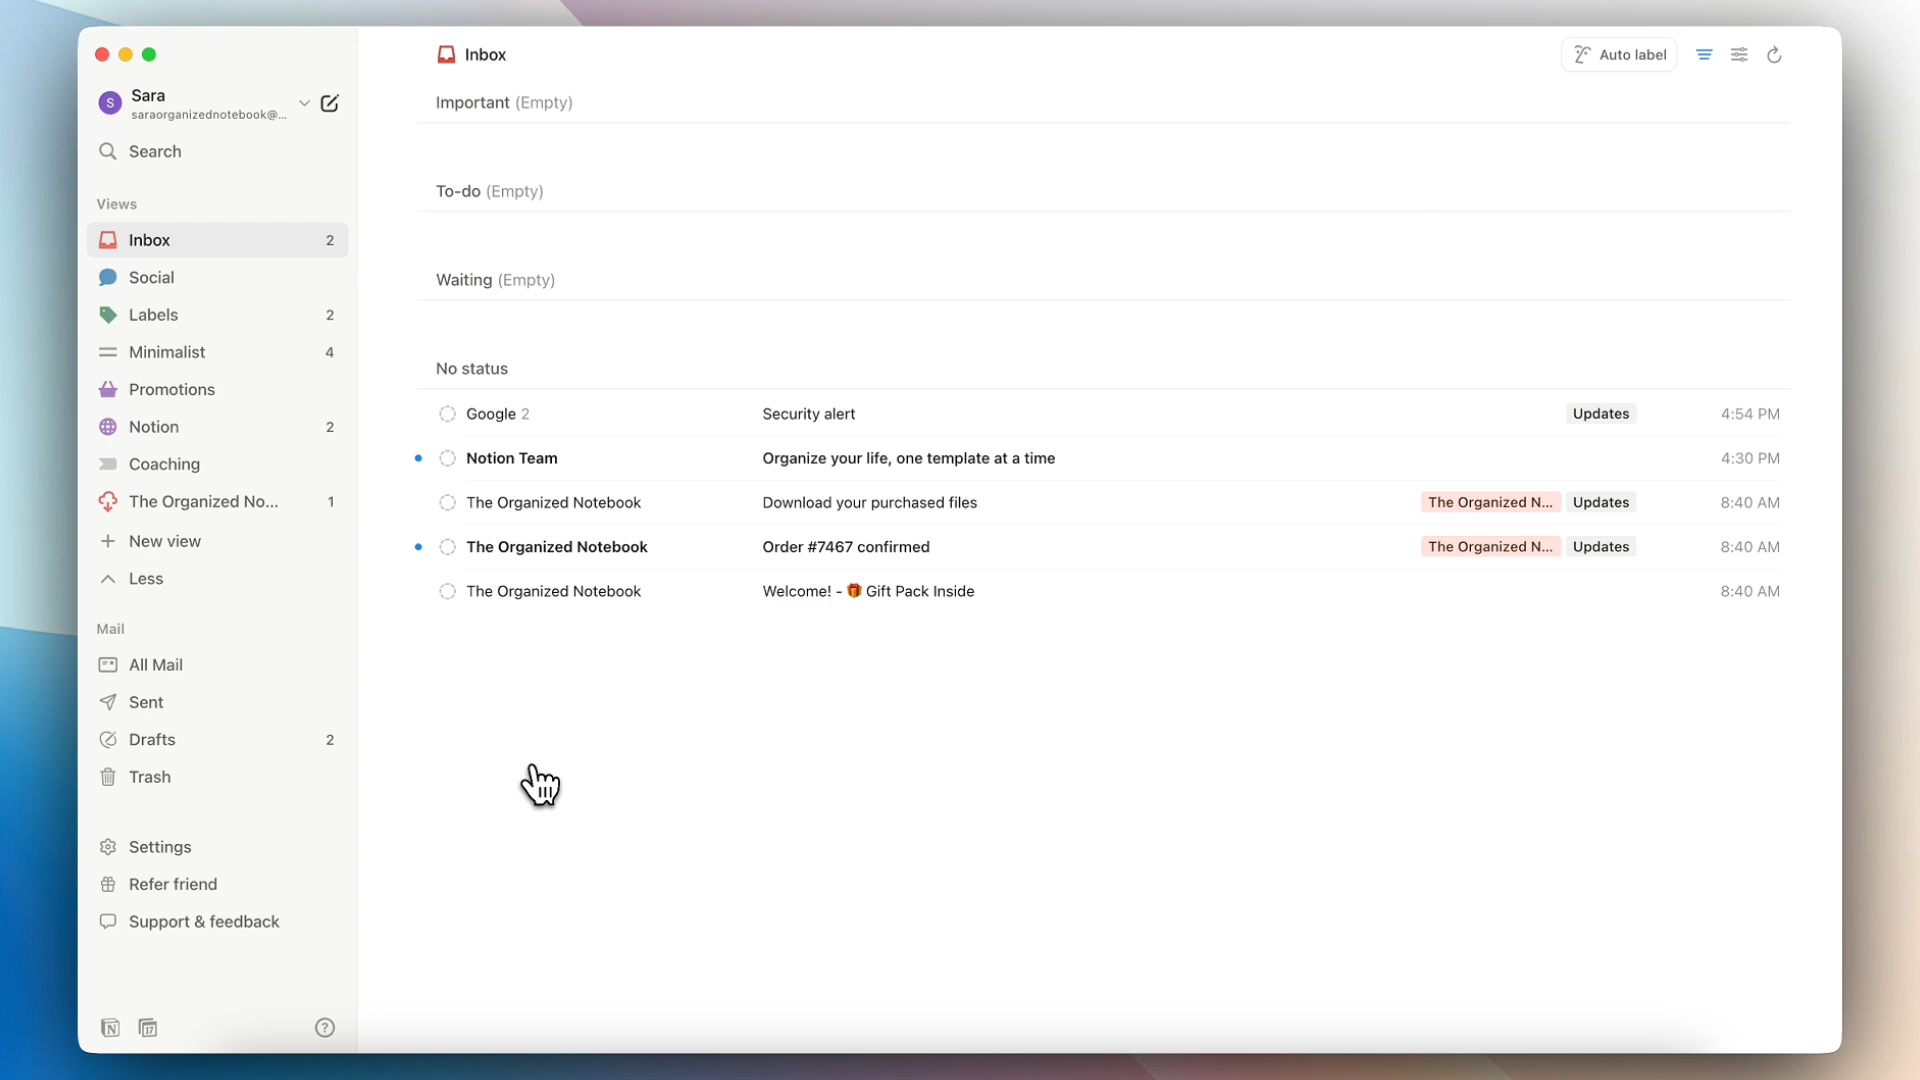 Inbox
Auto label
S
Sara
saraorganizednotebook@...
Search
Views
Inbox 2
Social
Labels 2
Minimalist 4
Promotions
Notion 2
Coaching
The Organized No... 1
New view
Less
Mail
All Mail
Sent
Drafts 2
Trash
Settings
Refer friend
Support & feedback
N
17
?
Important (Empty)
To-do (Empty)
Waiting (Empty)
No status
Google 2 Security alert Updates 4:54 PM
Notion Team Organize your life, one template at a time 4:30 PM
The Organized Notebook Download your purchased files The Organized N... Updates 8:40 AM
The Organized Notebook Order #7467 confirmed The Organized N... Updates 8:40 AM
The Organized Notebook Welcome! - 🎁 Gift Pack Inside 8:40 AM